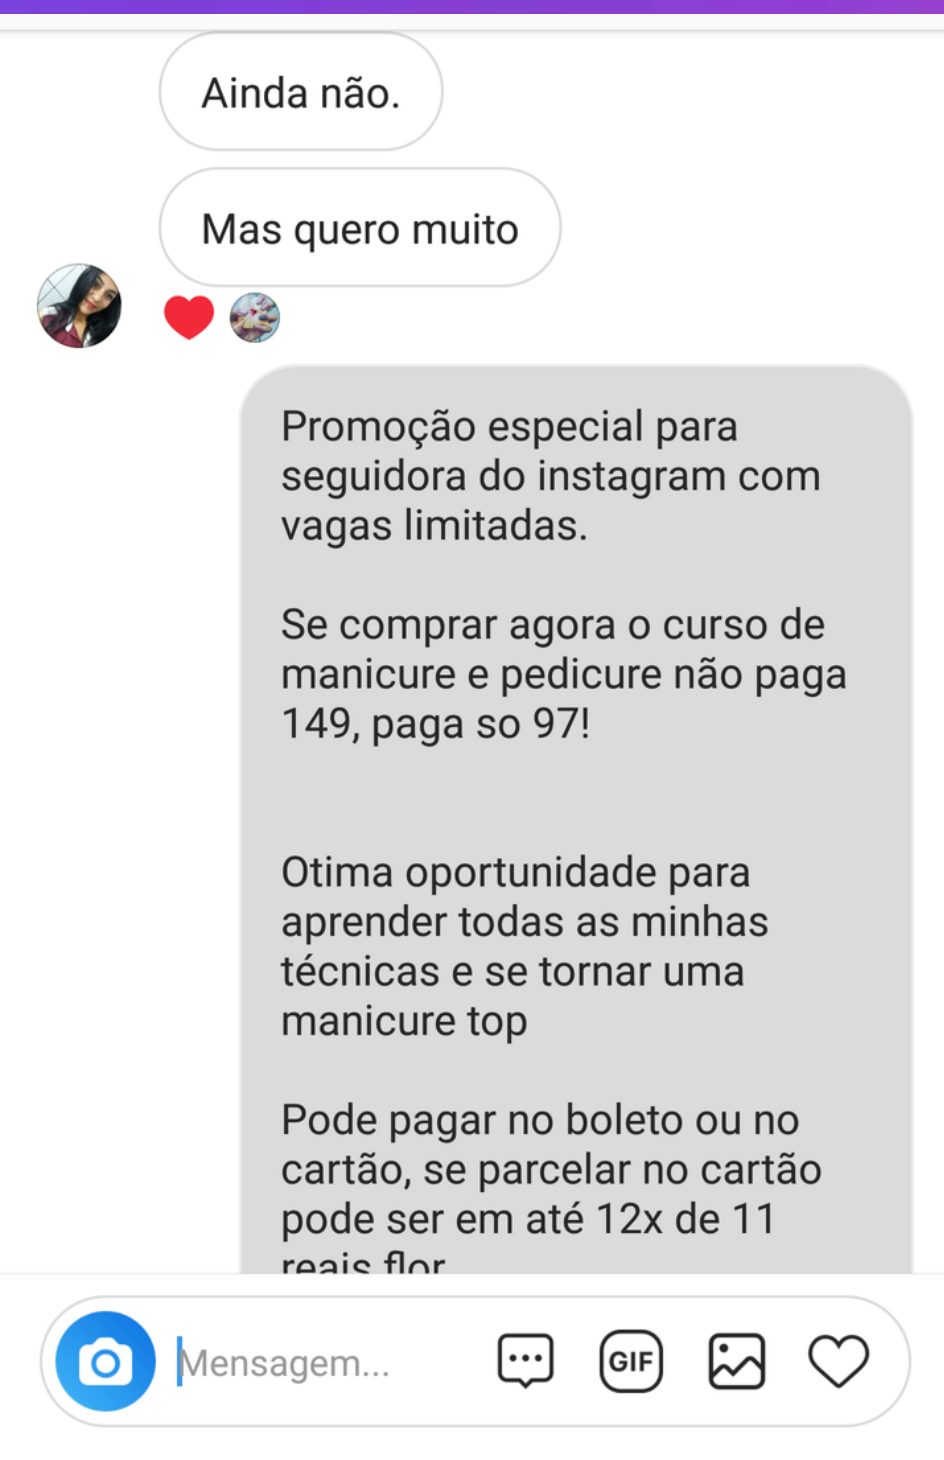 Ainda não.
Mas quero muito
Promoção especial para
seguidora do instagram com
vagas limitadas.
Se comprar agora o curso de
manicure e pedicure não paga
149, paga so 97!
Otima oportunidade para
aprender todas as minhas
técnicas e se tornar uma
manicure top
Pode pagar no boleto ou no
cartão, se parcelar no cartão
pode ser em até 12x de 11
reais flor
Mensagem...
GIF